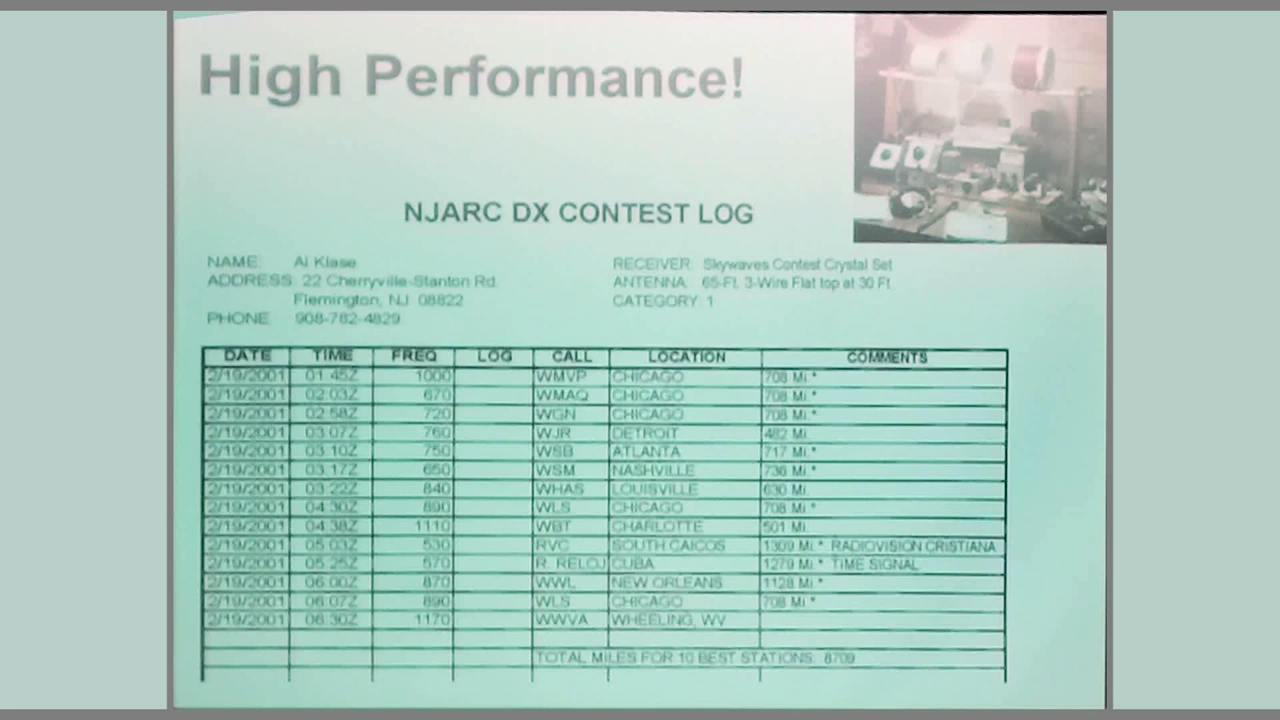 High Performance!
NJARC DX CONTEST LOG
NAME: Al Klase
ADDRESS: 22 Cherryville-Stanton Rd.
Flemington, NJ 08822
PHONE 908-782-4829
RECEIVER: Skywaves Contest Crystal Set
ANTENNA: 65-Ft. 3-Wire Flat top at 30 Ft.
CATEGORY: 1
DATE TIME FREQ LOG CALL LOCATION COMMENTS
2/19/2001 01:45Z 1000 WMVP CHICAGO 708 Mi.*
2/19/2001 02:03Z 670 WMAQ CHICAGO 708 Mi.*
2/19/2001 02:58Z 720 WGN CHICAGO 708 Mi.*
2/19/2001 03:07Z 760 WJR DETROIT 482 Mi.
2/19/2001 03:10Z 750 WSB ATLANTA 717 Mi.*
2/19/2001 03:17Z 650 WSM NASHVILLE 736 Mi.*
2/19/2001 03:22Z 840 WHAS LOUISVILLE 630 Mi.
2/19/2001 04:30Z 890 WLS CHICAGO 708 Mi.*
2/19/2001 04:38Z 1110 WBT CHARLOTTE 501 Mi.
2/19/2001 05:03Z 530 RVC SOUTH CAICOS 1309 Mi.* RADIOVISION CRISTIANA
2/19/2001 05:25Z 570 R. RELOJ CUBA 1279 Mi.* TIME SIGNAL
2/19/2001 06:00Z 870 WWL NEW ORLEANS 1128 Mi.*
2/19/2001 06:07Z 890 WLS CHICAGO 708 Mi.*
2/19/2001 06:30Z 1170 WWVA WHEELING, WV
TOTAL MILES FOR 10 BEST STATIONS: 8709